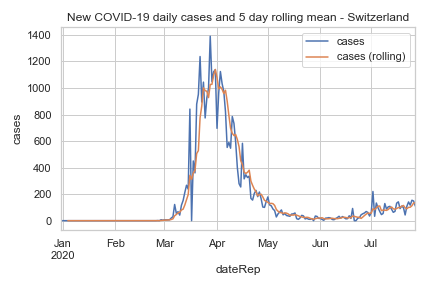 New COVID-19 daily cases and 5 day rolling mean - Switzerland
cases
cases (rolling)
1400
1200
1000
800
600
400
200
0
cases
Jan Feb Mar Apr May Jun Jul
2020
dateRep